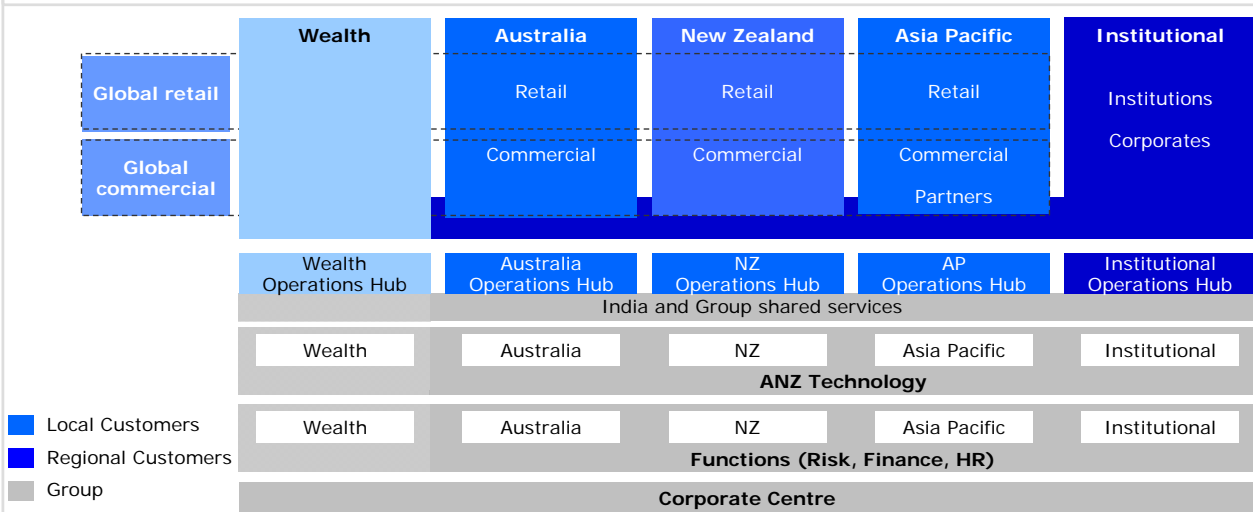 Wealth
Australia
New Zealand
Asia Pacific
Institutional
Global retail
Retail
Retail
Retail
Institutions
Corporates
Global
commercial
Commercial
Commercial
Commercial
Partners
Wealth
Operations Hub
Australia
Operations Hub
NZ
Operations Hub
AP
Operations Hub
Institutional
Operations Hub
India and Group shared services
Wealth
Australia
NZ
Asia Pacific
Institutional
ANZ Technology
Wealth
Australia
NZ
Asia Pacific
Institutional
Functions (Risk, Finance, HR)
Corporate Centre
Local Customers
Regional Customers
Group